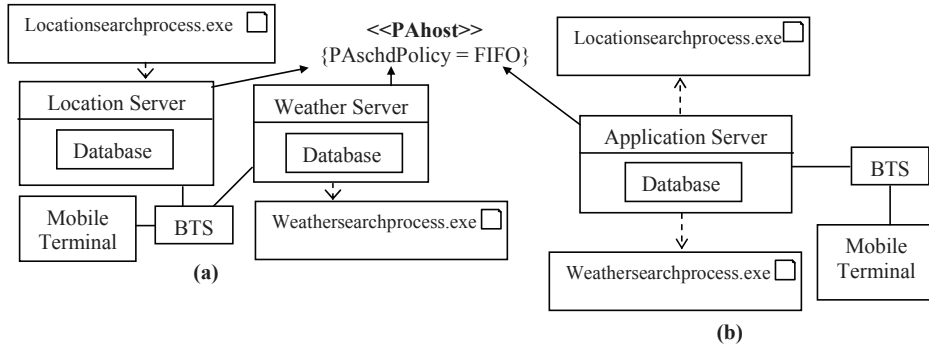 Locationsearchprocess.exe
Location Server
Database
Mobile
Terminal
BTS
(a)
<<PAhost>>
{PAschdPolicy = FIFO}
Weather Server
Database
Weathersearchprocess.exe
Locationsearchprocess.exe
Application Server
Database
BTS
Mobile
Terminal
Weathersearchprocess.exe
(b)